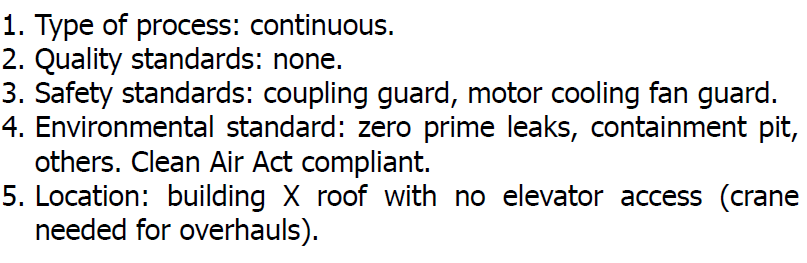 1. Type of process: continuous.
2. Quality standards: none.
3. Safety standards: coupling guard, motor cooling fan guard.
4. Environmental standard: zero prime leaks, containment pit,
others. Clean Air Act compliant.
5. Location: building X roof with no elevator access (crane
needed for overhauls).